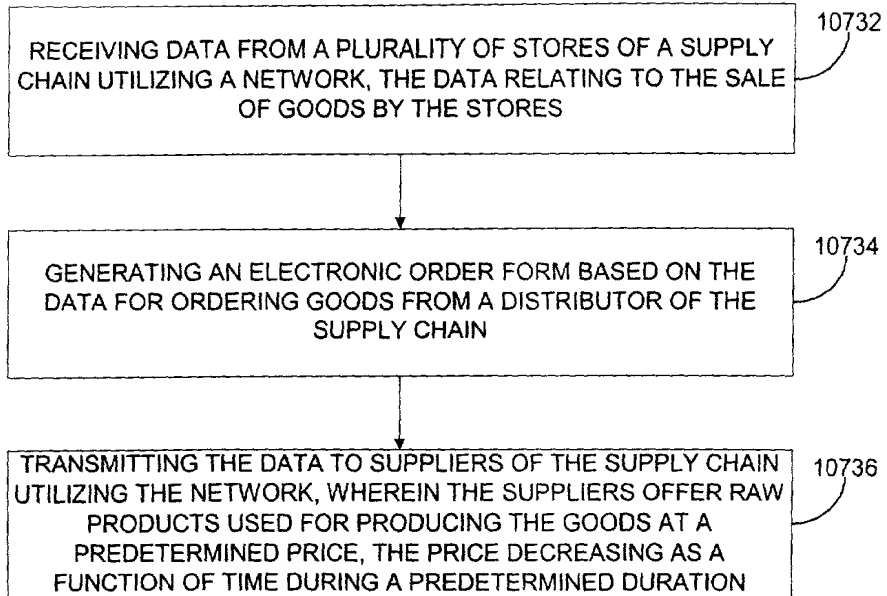 RECEIVING DATA FROM A PLURALITY OF STORES OF A SUPPLY
CHAIN UTILIZING A NETWORK, THE DATA RELATING TO THE SALE
OF GOODS BY THE STORES
10732
GENERATING AN ELECTRONIC ORDER FORM BASED ON THE
DATA FOR ORDERING GOODS FROM A DISTRIBUTOR OF THE
SUPPLY CHAIN
10734
TRANSMITTING THE DATA TO SUPPLIERS OF THE SUPPLY CHAIN
UTILIZING THE NETWORK, WHEREIN THE SUPPLIERS OFFER RAW
PRODUCTS USED FOR PRODUCING THE GOODS AT A
PREDETERMINED PRICE, THE PRICE DECREASING AS A
FUNCTION OF TIME DURING A PREDETERMINED DURATION
10736